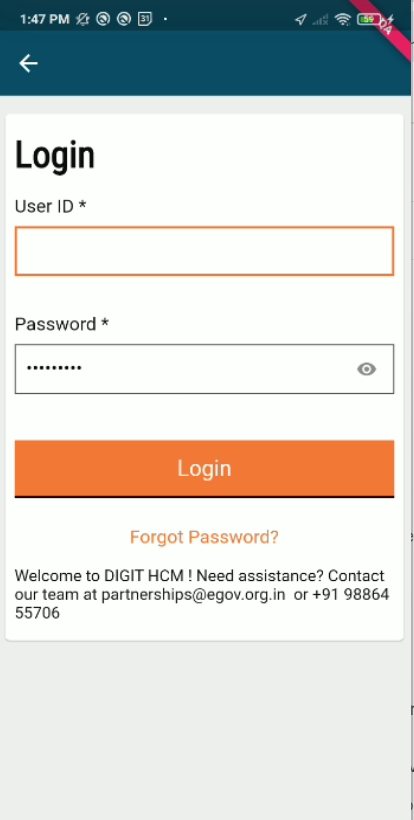 1:47 PM
31
59
QA
Login
User ID *
Password *
•••••••••
Login
Forgot Password?
Welcome to DIGIT HCM ! Need assistance? Contact
our team at partnerships@egov.org.in or +91 98864
55706